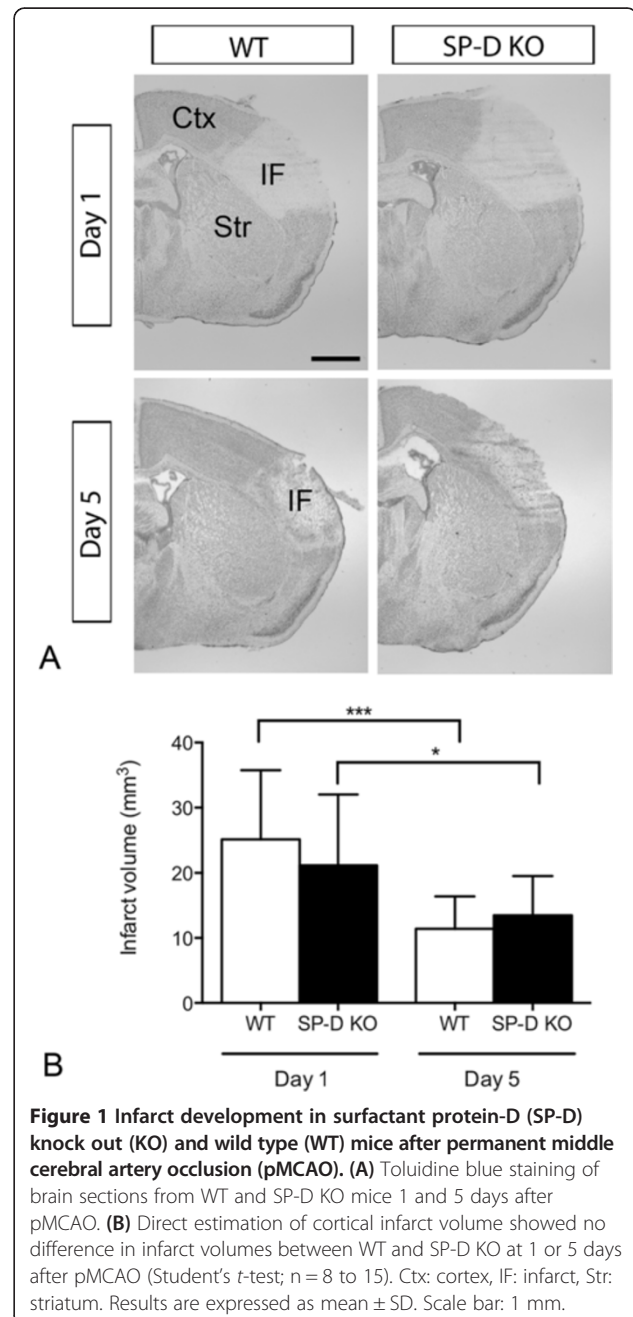 WT
SP-D KO
Day 1
Ctx
IF
Str
Day 5
IF
A
***
*
Infarct volume (mm³)
40
30
20
10
0
WT
SP-D KO
WT
SP-D KO
Day 1
Day 5
B
Figure 1 Infarct development in surfactant protein-D (SP-D)
knock out (KO) and wild type (WT) mice after permanent middle
cerebral artery occlusion (pMCAO). (A) Toluidine blue staining of
brain sections from WT and SP-D KO mice 1 and 5 days after
pMCAO. (B) Direct estimation of cortical infarct volume showed no
difference in infarct volumes between WT and SP-D KO at 1 or 5 days
after pMCAO (Student's t-test; n = 8 to 15). Ctx: cortex, IF: infarct, Str:
striatum. Results are expressed as mean ± SD. Scale bar: 1 mm.